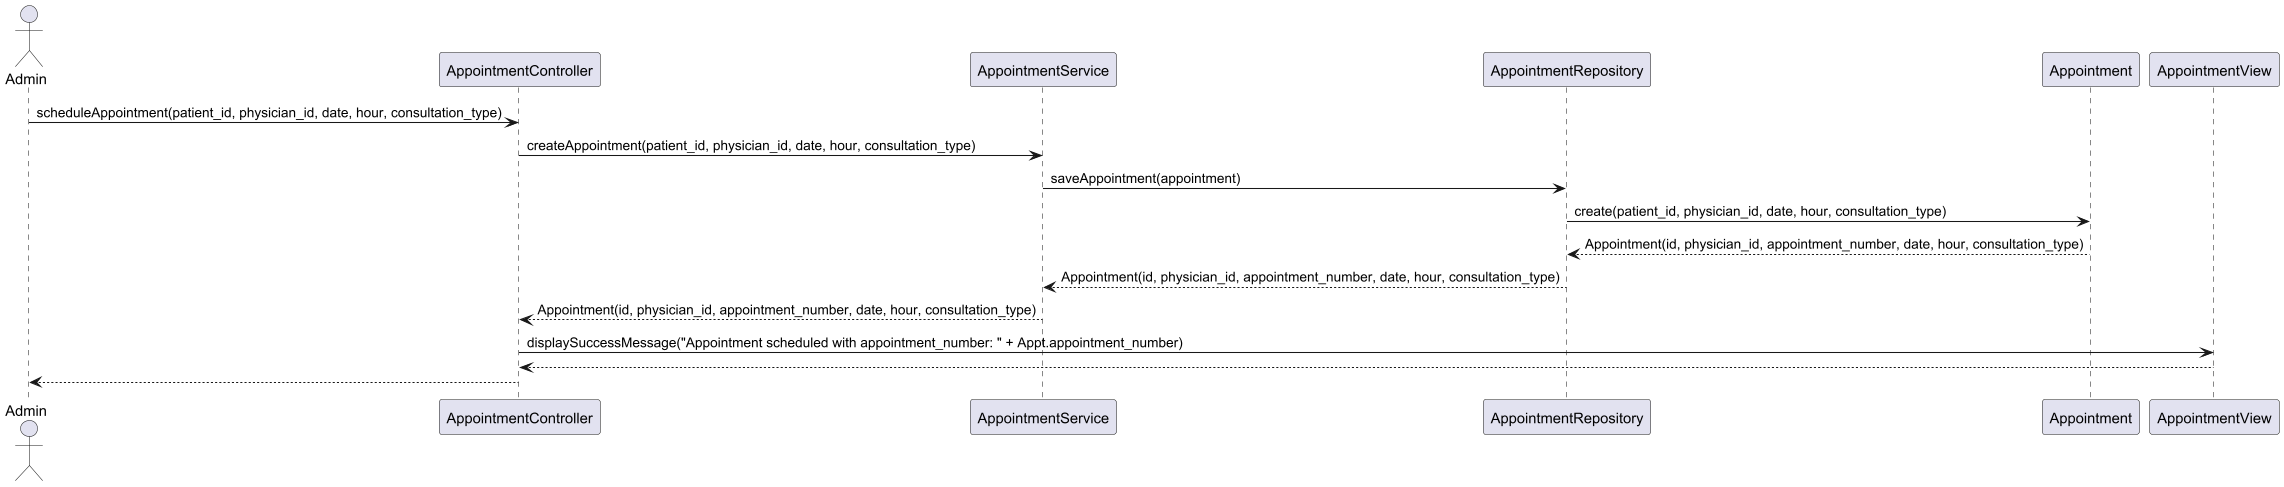 Admin
AppointmentController
AppointmentService
AppointmentRepository
Appointment
AppointmentView
scheduleAppointment(patient_id, physician_id, date, hour, consultation_type)
createAppointment(patient_id, physician_id, date, hour, consultation_type)
saveAppointment(appointment)
create(patient_id, physician_id, date, hour, consultation_type)
Appointment(id, physician_id, appointment_number, date, hour, consultation_type)
Appointment(id, physician_id, appointment_number, date, hour, consultation_type)
Appointment(id, physician_id, appointment_number, date, hour, consultation_type)
displaySuccessMessage("Appointment scheduled with appointment_number: " + Appt.appointment_number)
Admin
AppointmentController
AppointmentService
AppointmentRepository
Appointment
AppointmentView